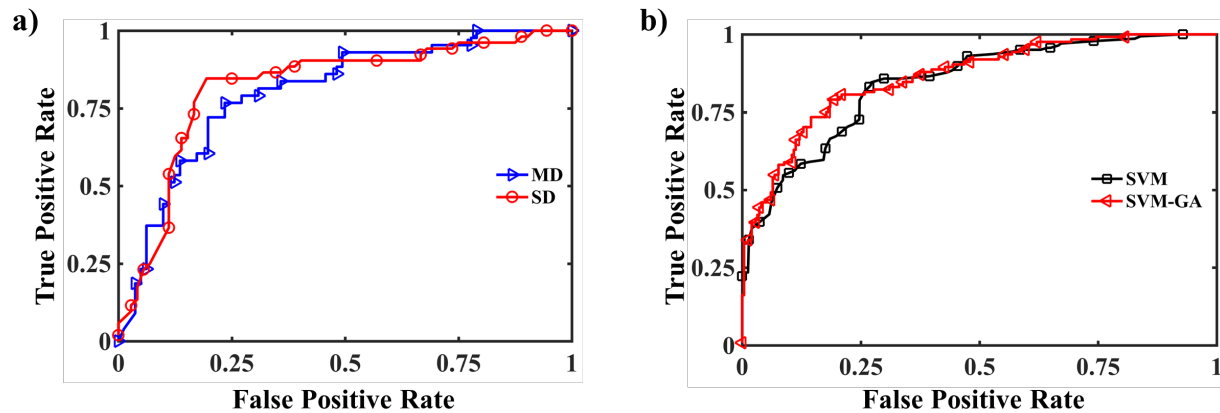 a)
True Positive Rate
1
0.75
0.5
0.25
0
0 0.25 0.5 0.75 1
False Positive Rate
MD
SD
b)
True Positive Rate
1
0.75
0.5
0.25
0
0 0.25 0.5 0.75 1
False Positive Rate
SVM
SVM-GA